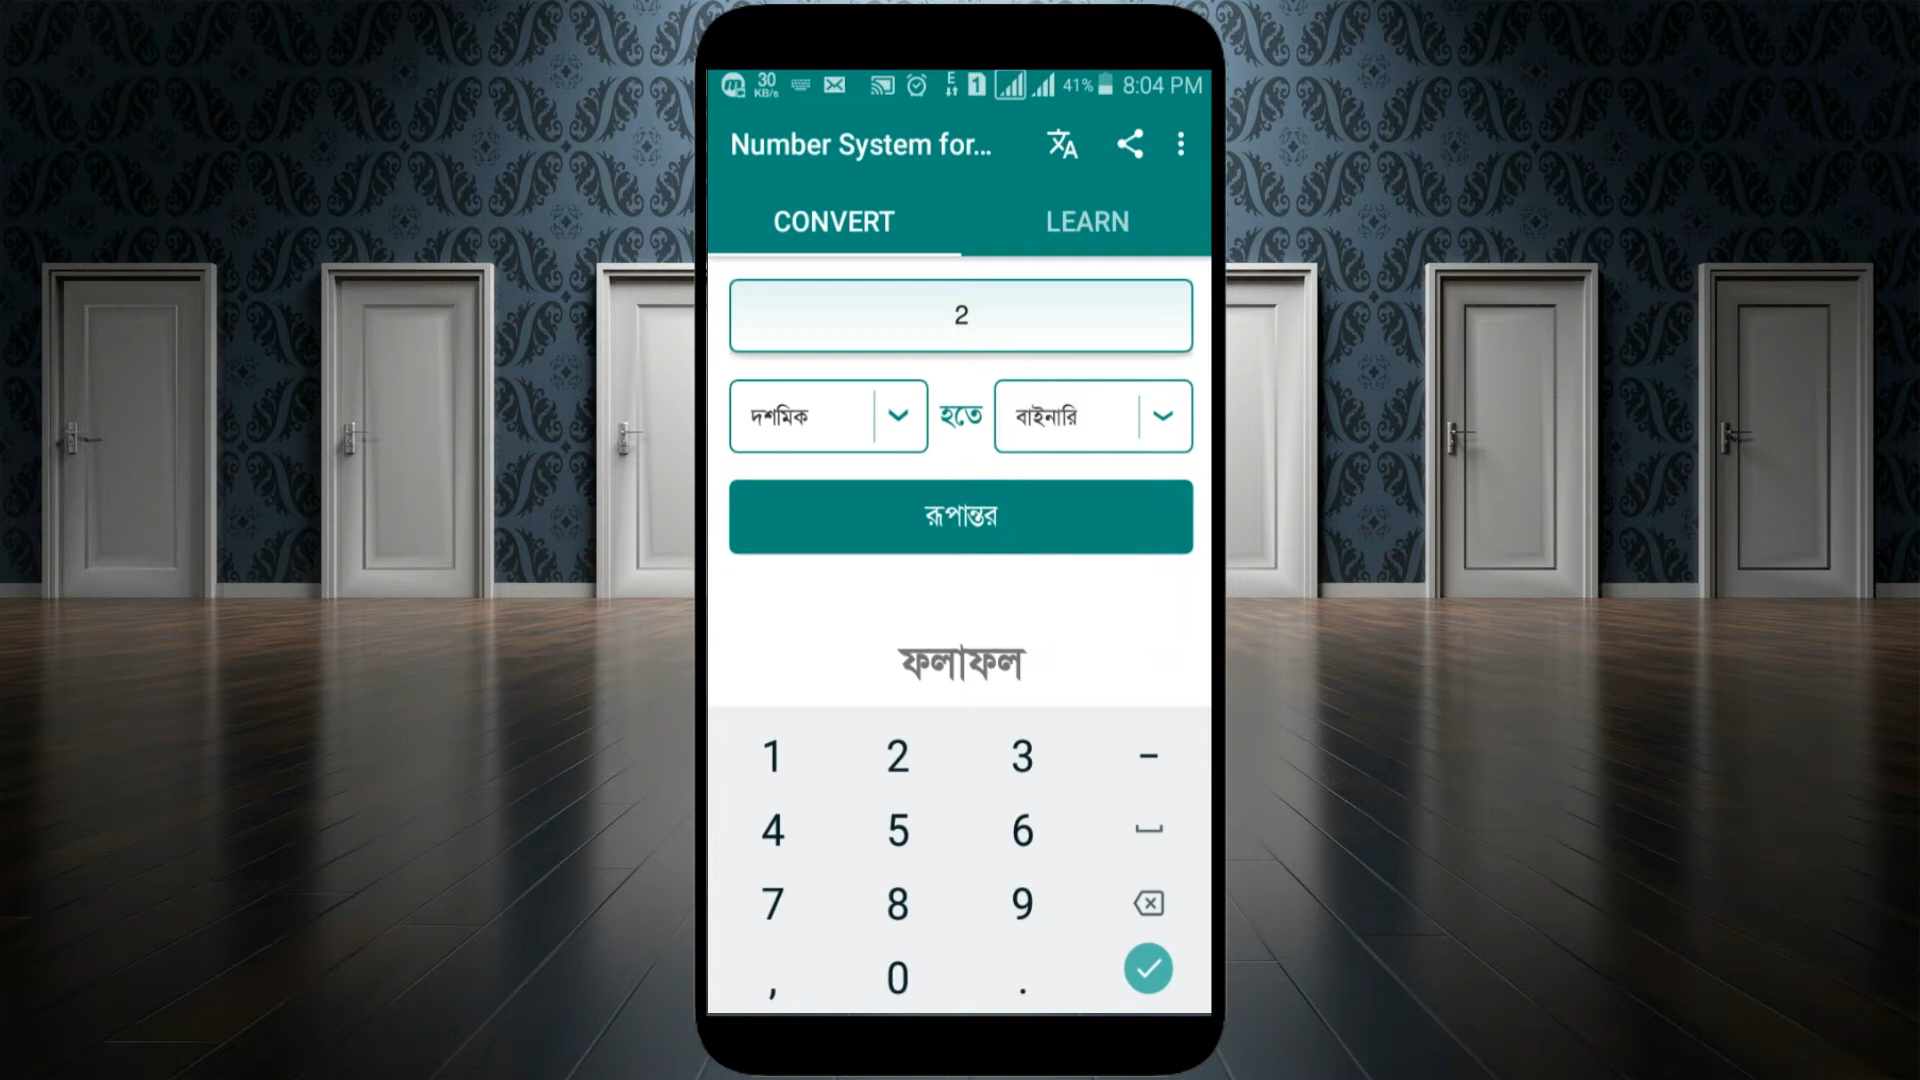 30
KB/s
E
1
41%
8:04 PM
Number System for...
CONVERT
LEARN
2
দশমিক
হতে
বাইনারি
রূপান্তর
ফলাফল
1 2 3 -
4 5 6
7 8 9
, 0 .